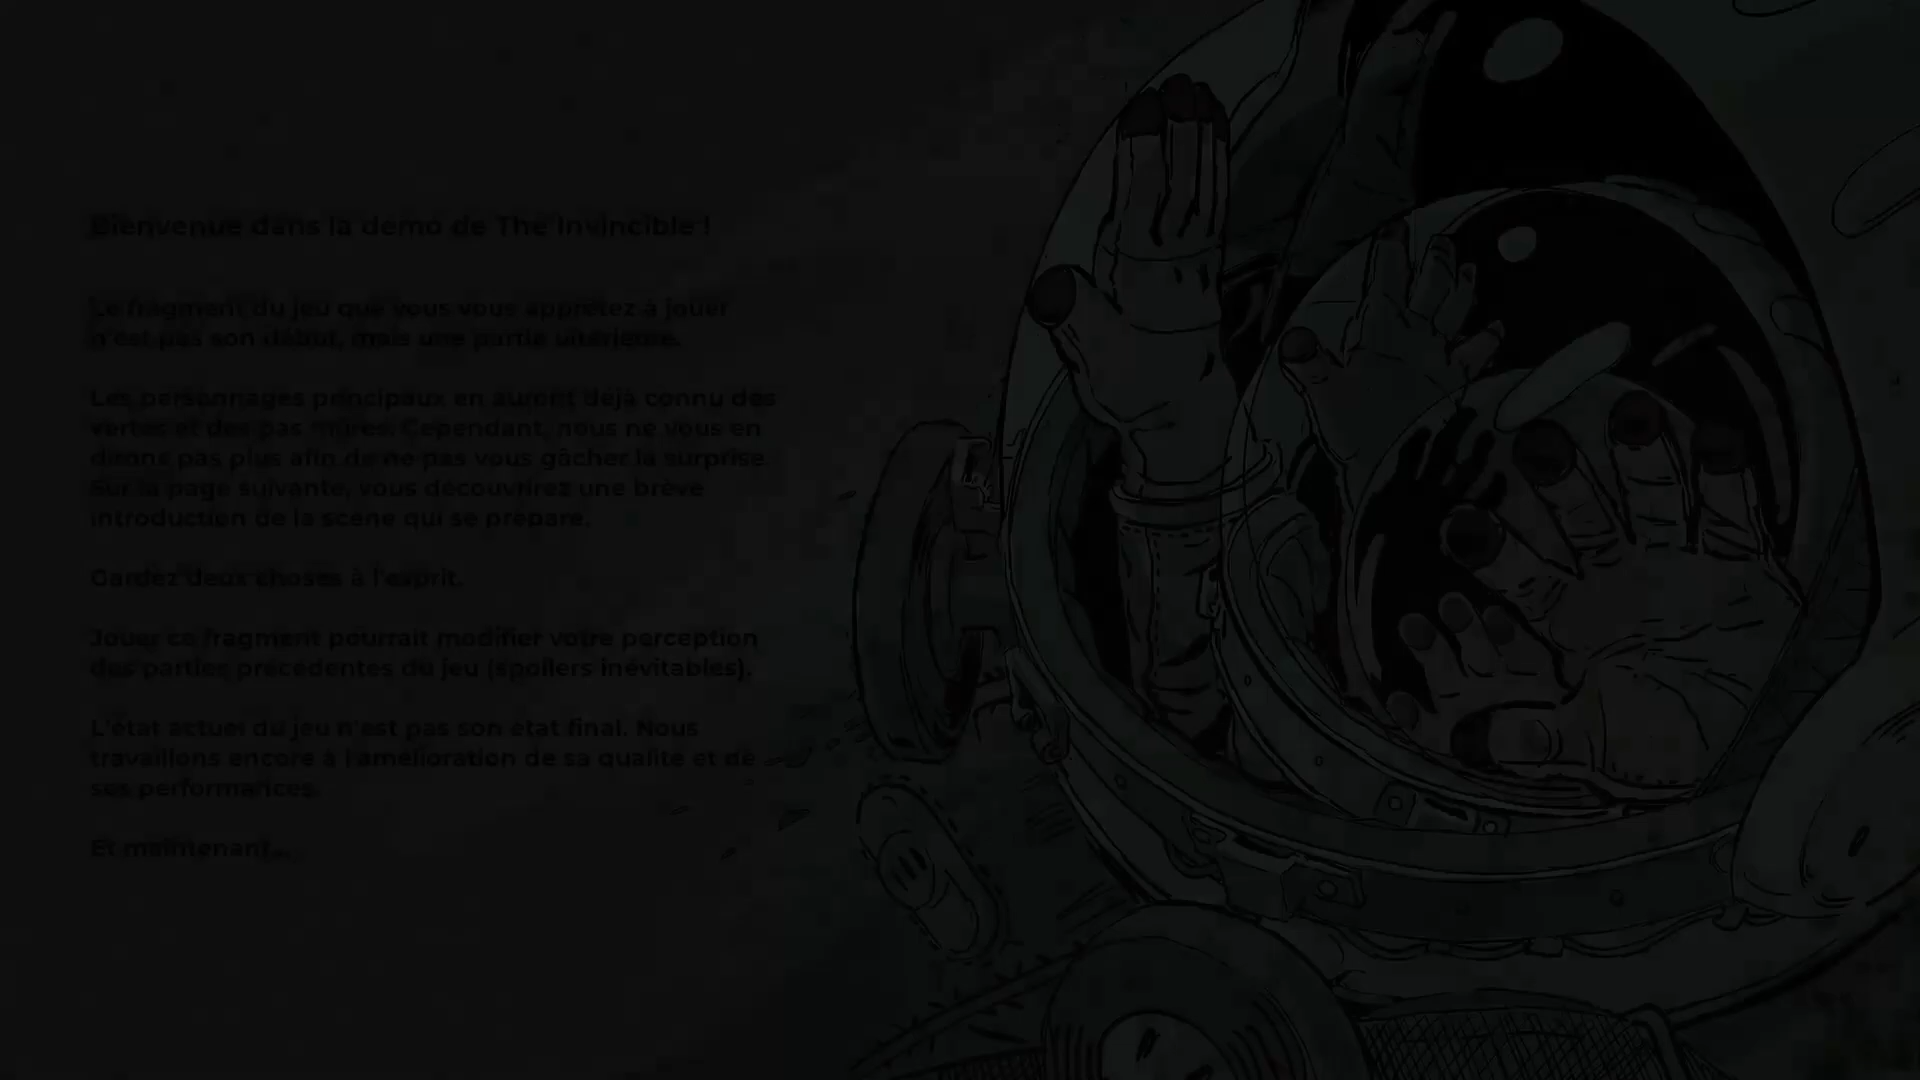 Bienvenue dans la demo de The Invincible !
Le fragment du jeu que vous vous apprêtez à jouer
n'est pas son début, mais une partie ultérieure.
Les personnages principaux en auront déjà connu des
vertes et des pas mûres. Cependant, nous ne vous en
dirons pas plus afin de ne pas vous gâcher la surprise.
Sur la page suivante, vous découvrirez une brève
introduction de la scène qui se prépare.
Gardez deux choses à l'esprit.
Jouer ce fragment pourrait modifier votre perception
des parties précédentes du jeu (spoilers inévitables).
L'état actuel du jeu n'est pas son état final. Nous
travaillons encore à l'amélioration de sa qualité et de
ses performances.
Et maintenant...